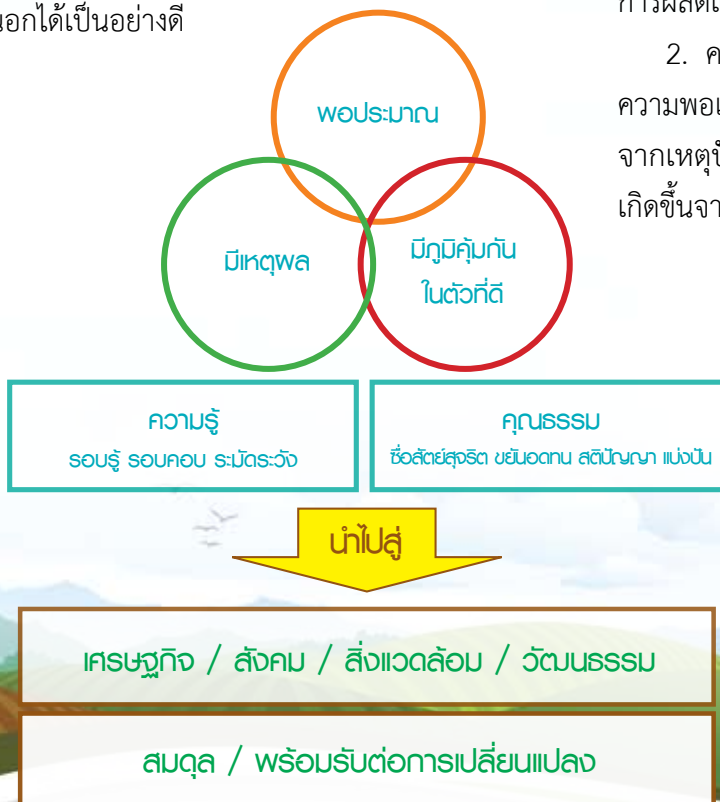 นอกได้เป็นอย่างดี
2. ค
จากเหตุ
เกิดขึ้นจา
พอประมาณ
มีเหตุผล
มีภูมิคุ้มกัน
ในตัวที่ดี
ความรู้
รอบรู้ รอบคอบ ระมัดระวัง
คุณธรรม
ซื่อสัตย์สุจริต ขยันอดทน สติปัญญา แบ่งปัน
นำไปสู่
เศรษฐกิจ / สังคม / สิ่งแวดล้อม / วัฒนธรรม
สมดุล / พร้อมรับต่อการเปลี่ยนแปลง